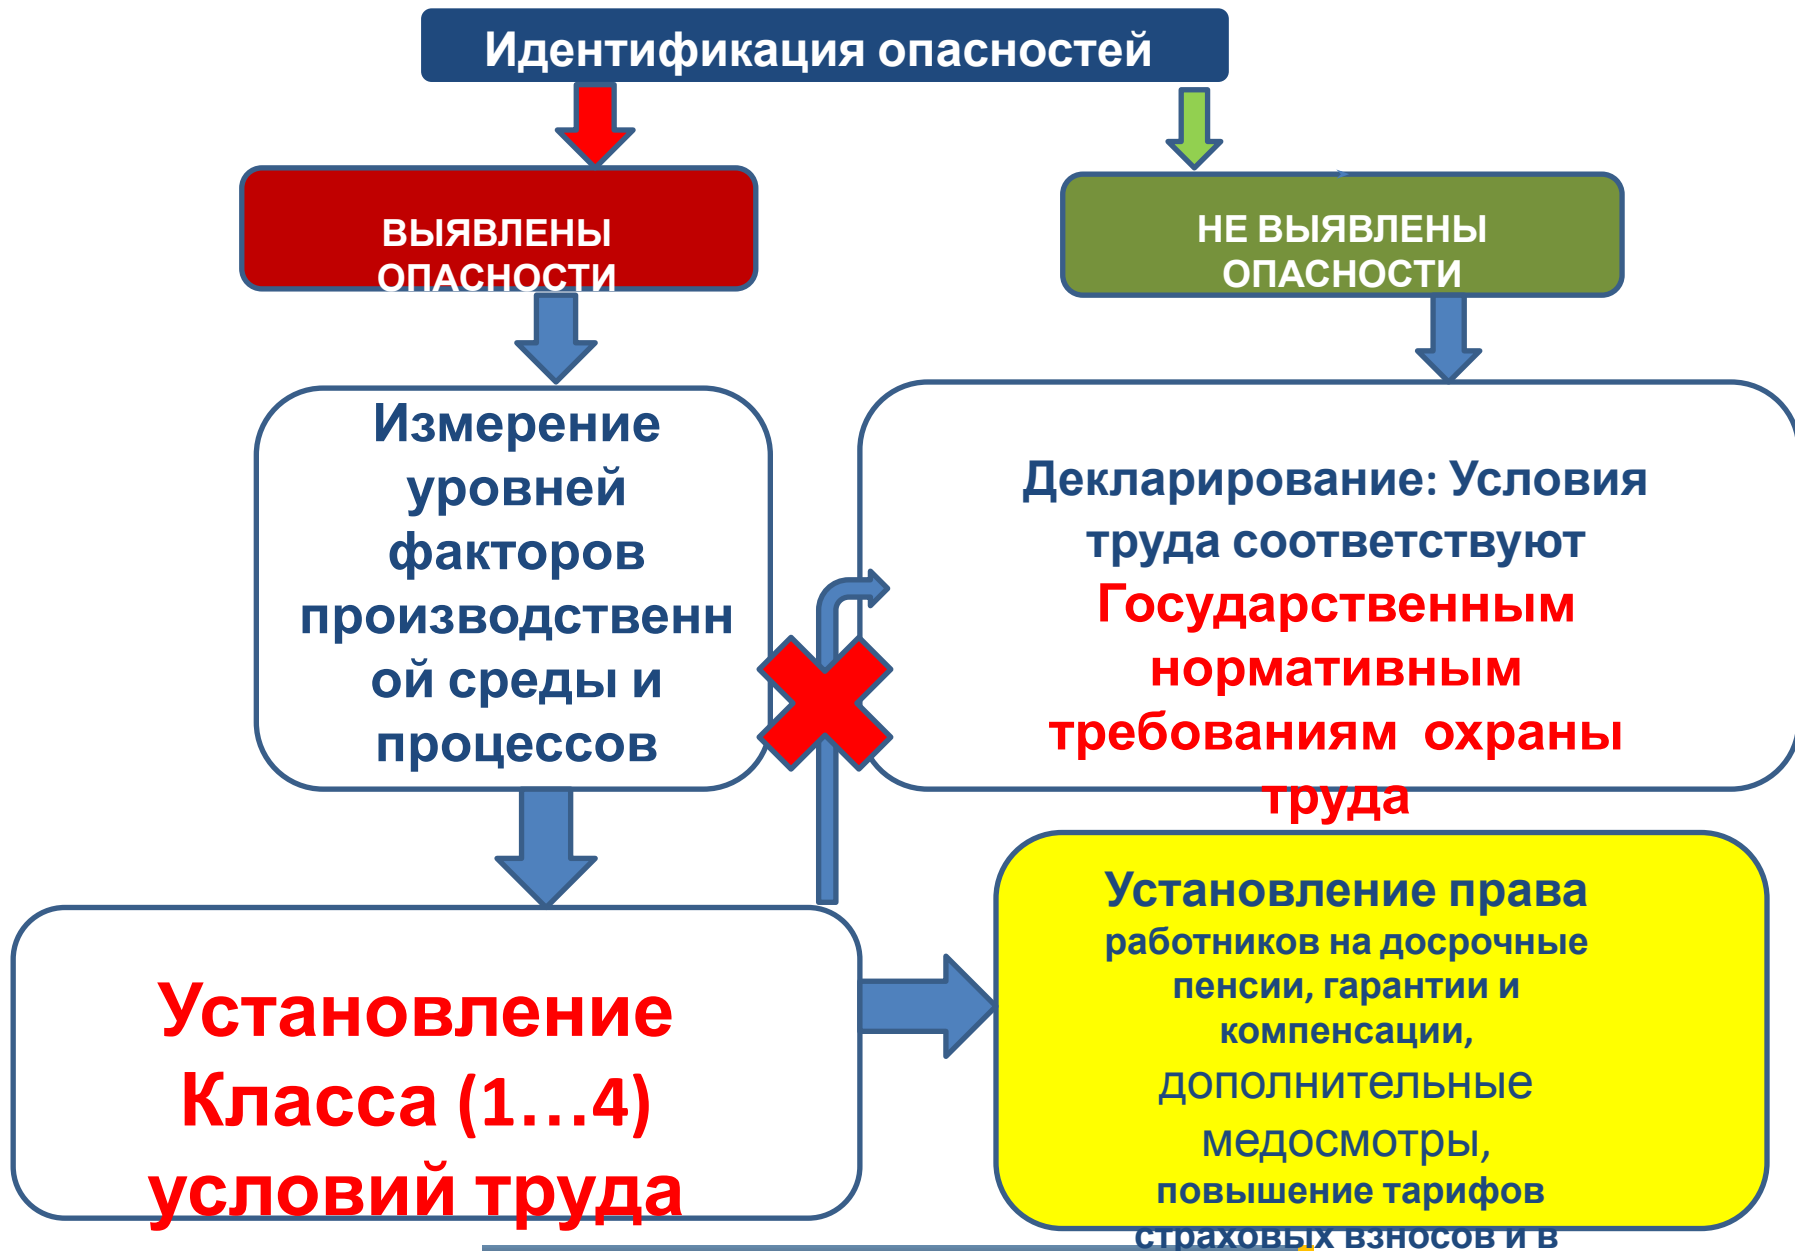 Идентификация опасностей
ВЫЯВЛЕНЫ
ОПАСНОСТИ
НЕ ВЫЯВЛЕНЫ
ОПАСНОСТИ
Измерение
уровней
факторов
производственн
ой среды и
процессов
Декларирование: Условия
труда соответствуют
Государственным
нормативным
требованиям охраны
труда
Установление
Класса (1...4)
условий труда
Установление права
работников на досрочные
пенсии, гарантии и
компенсации,
дополнительные
медосмотры,
повышение тарифов
страховых взносов и в